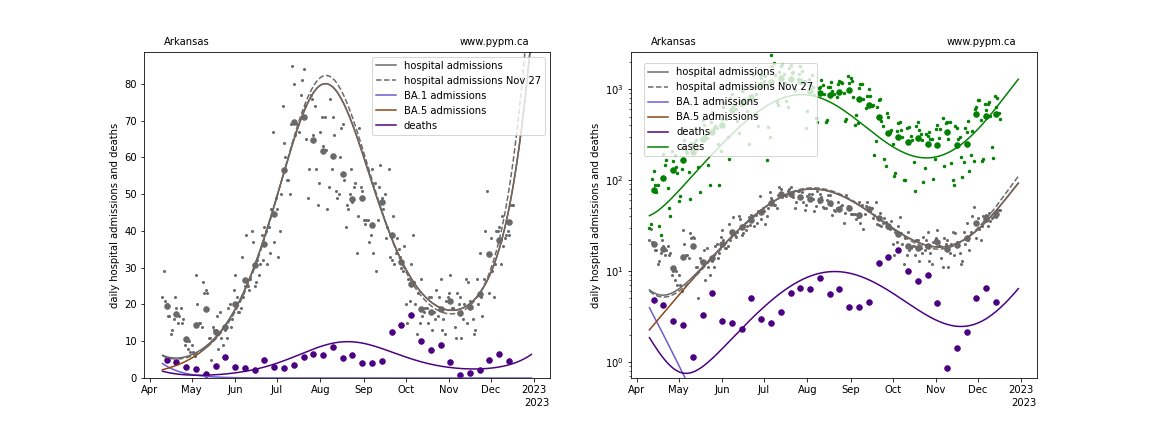 Arkansas www.pypm.ca
hospital admissions
hospital admissions Nov 27
BA.1 admissions
BA.5 admissions
deaths
daily hospital admissions and deaths
80
70
60
50
40
30
20
10
0
Apr May Jun Jul Aug Sep Oct Nov Dec 2023
2023
Arkansas www.pypm.ca
hospital admissions
hospital admissions Nov 27
BA.1 admissions
BA.5 admissions
deaths
cases
daily hospital admissions and deaths
10³
10²
10¹
10⁰
Apr May Jun Jul Aug Sep Oct Nov Dec 2023
2023